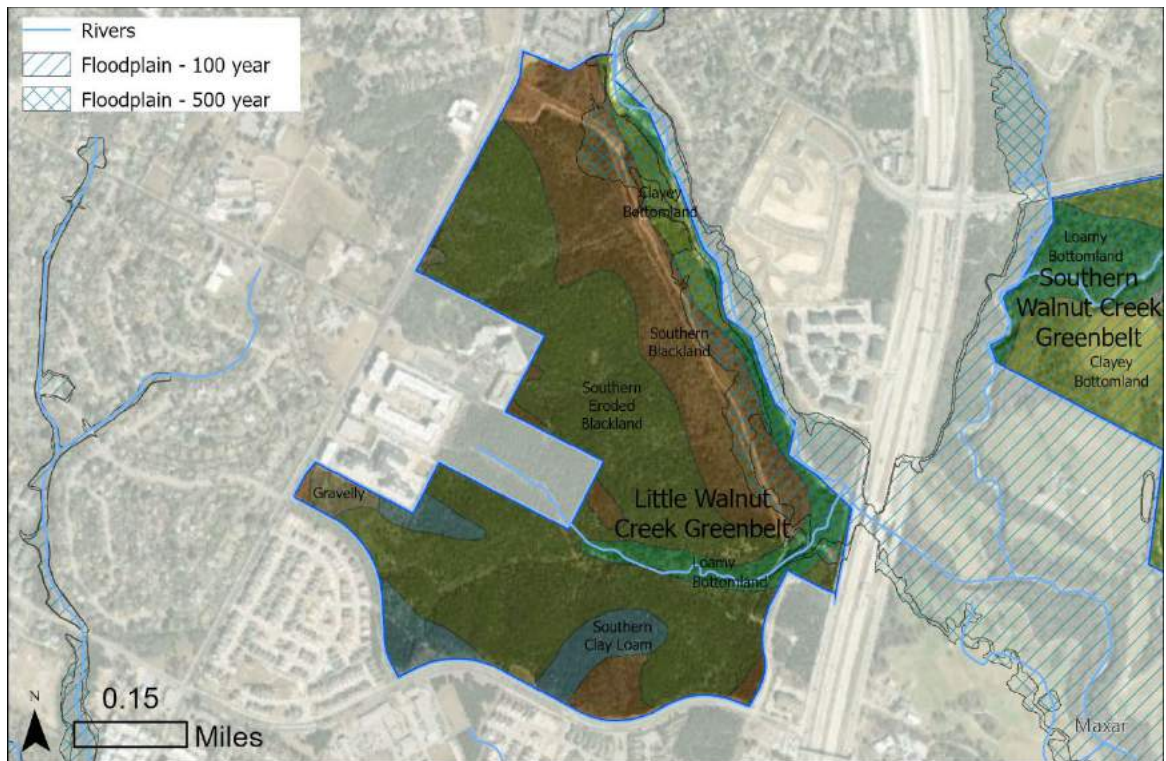 Rivers
Floodplain - 100 year
Floodplain - 500 year
Clayey
Bottomland
Loamy
Bottomland
Southern
Walnut Creek
Greenbelt
Clayey
Bottomland
Southern
Blackland
Southern
Eroded
Blackland
Gravelly
Little Walnut
Creek Greenbelt
Loamy
Bottomland
Southern
Clay Loam
N
0.15
Miles
Maxar